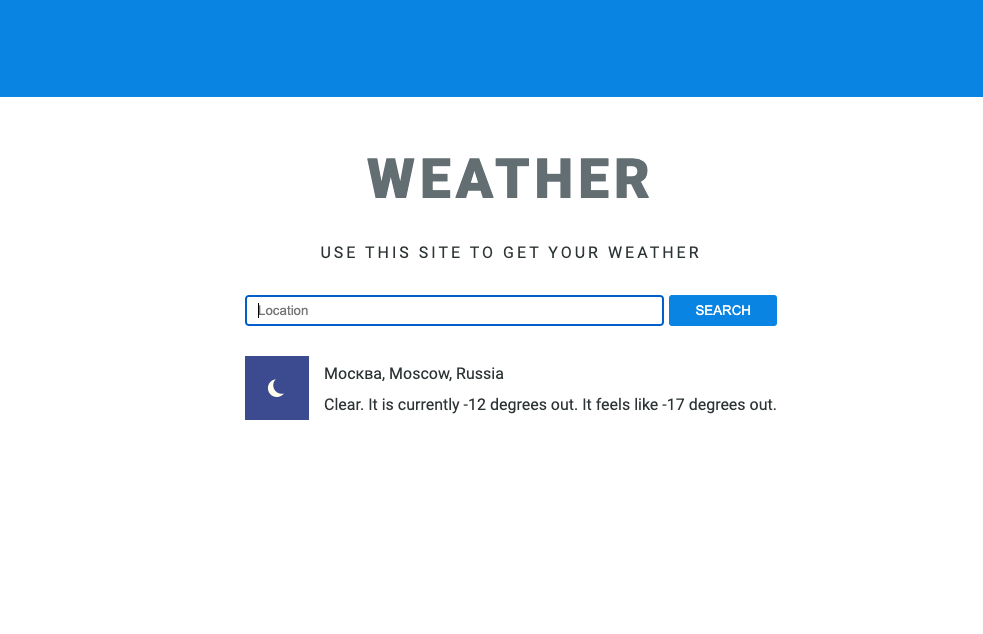 WEATHER
USE THIS SITE TO GET YOUR WEATHER
Location
SEARCH
Москва, Moscow, Russia
Clear. It is currently -12 degrees out. It feels like -17 degrees out.